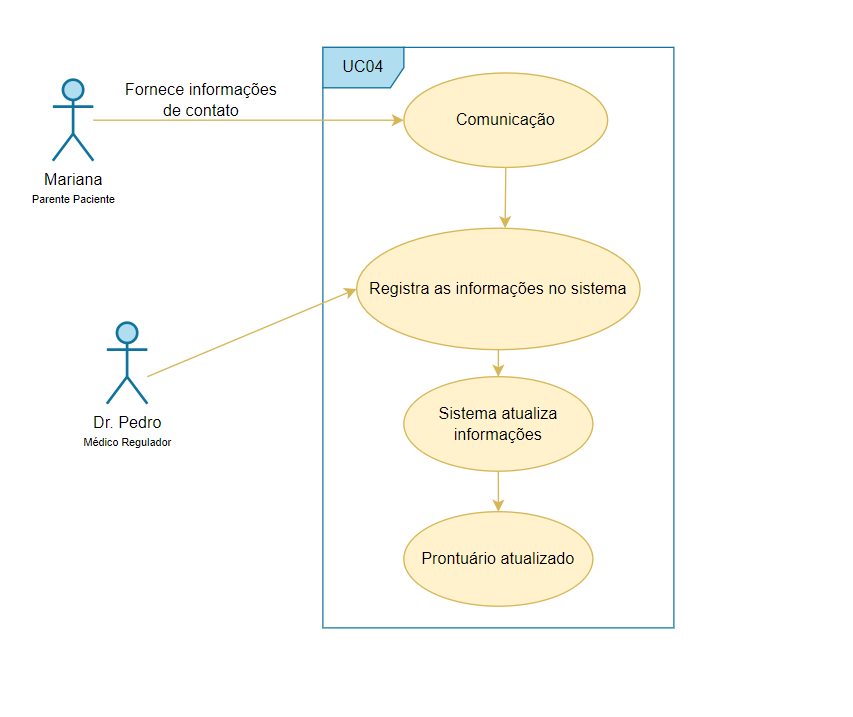 UC04
Fornece informações
de contato
Comunicação
Mariana
Parente Paciente
Registra as informações no sistema
Dr. Pedro
Médico Regulador
Sistema atualiza
informações
Prontuário atualizado